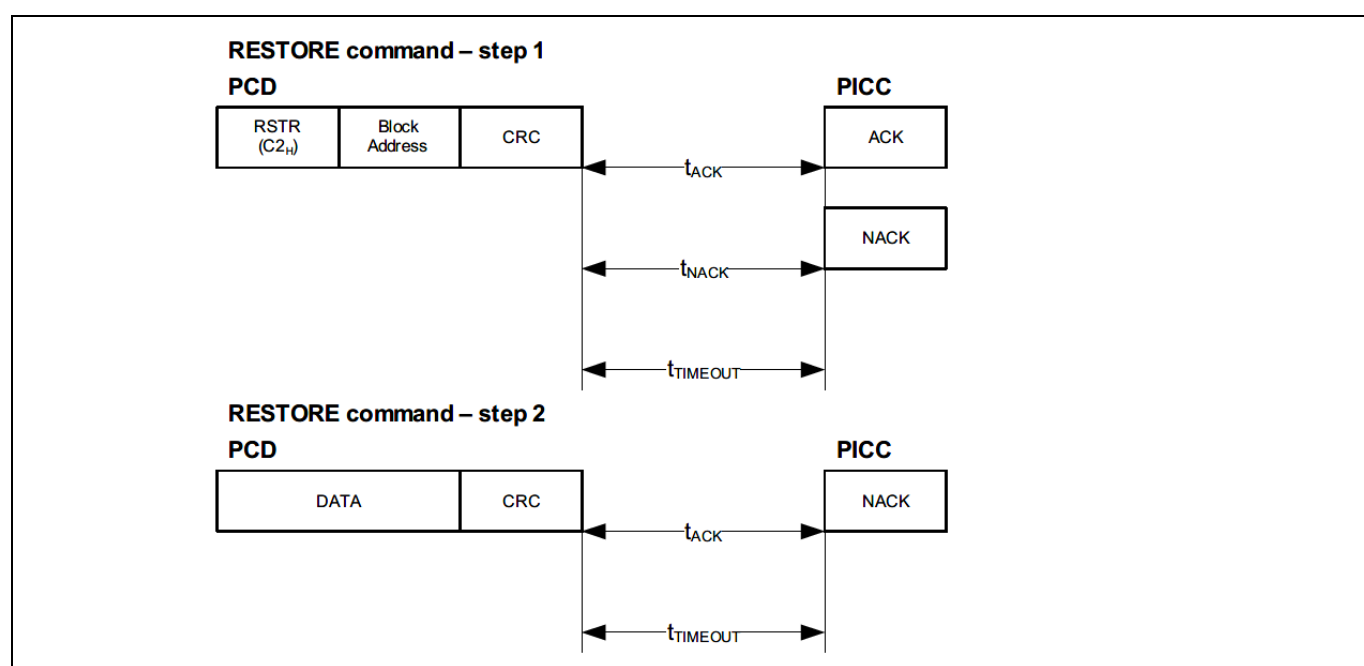 RESTORE command – step 1
PCD
PICC
RSTR
(C2H)
Block
Address
CRC
ACK
tACK
NACK
tNACK
tTIMEOUT
RESTORE command – step 2
PCD
PICC
DATA
CRC
NACK
tACK
tTIMEOUT